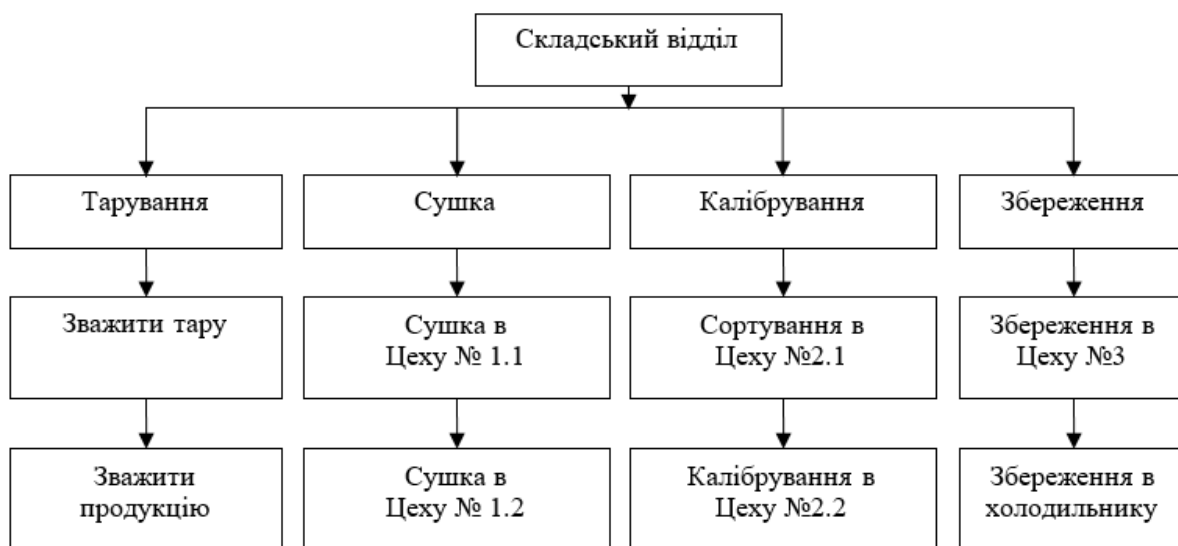 Складський відділ
Тарування
Сушка
Калібрування
Збереження
Зважити тару
Сушка в
Цеху № 1.1
Сортування в
Цеху №2.1
Збереження в
Цеху №3
Зважити
продукцію
Сушка в
Цеху № 1.2
Калібрування в
Цеху №2.2
Збереження в
холодильнику